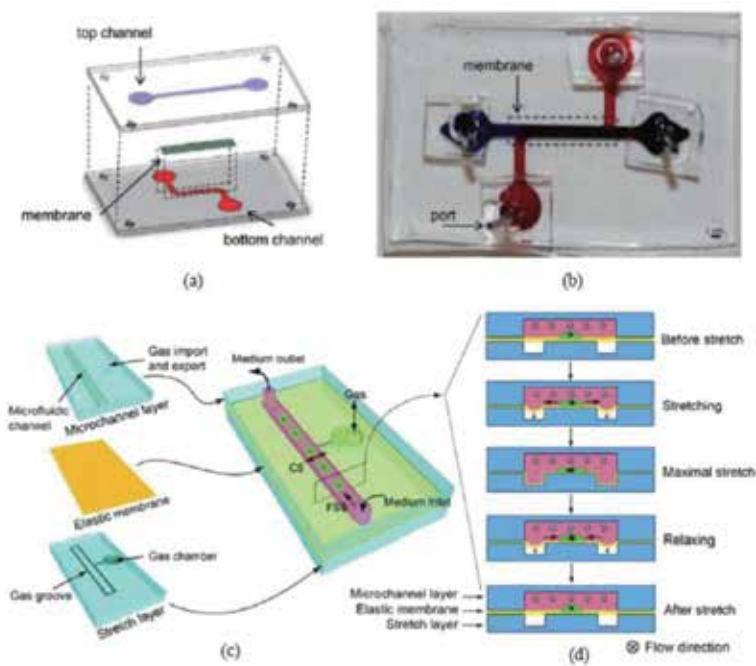 top channel
membrane
bottom channel
(a)
membrane
port
(b)
Gas import
and export
Microfluidic
channel
Microchannel layer
Elastic membrane
Gas chamber
Gas groove
Stretch layer
Medium outlet
Gas
CS
FSS
Medium Inlet
(c)
Before stretch
Stretching
Maximal stretch
Relaxing
After stretch
Microchannel layer
Elastic membrane
Stretch layer
(d)
⊗ Flow direction